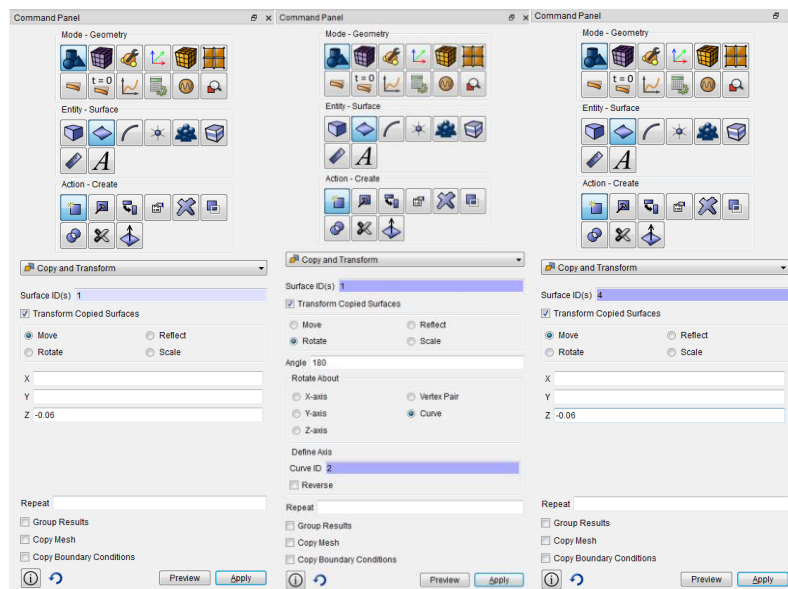 Command Panel
Mode - Geometry
t = 0
Entity - Surface
A
Action - Create
Copy and Transform
Surface ID(s) 1
Transform Copied Surfaces
Move Reflect
Rotate Scale
X
Y
Z -0.06
Repeat
Group Results
Copy Mesh
Copy Boundary Conditions
Preview Apply
Command Panel
Mode - Geometry
t = 0
Entity - Surface
A
Action - Create
Copy and Transform
Surface ID(s) 1
Transform Copied Surfaces
Move Reflect
Rotate Scale
Angle 180
Rotate About
X-axis Vertex Pair
Y-axis Curve
Z-axis
Define Axis
Curve ID 2
Reverse
Repeat
Group Results
Copy Mesh
Copy Boundary Conditions
Preview Apply
Command Panel
Mode - Geometry
t = 0
Entity - Surface
A
Action - Create
Copy and Transform
Surface ID(s) 4
Transform Copied Surfaces
Move Reflect
Rotate Scale
X
Y
Z -0.06
Repeat
Group Results
Copy Mesh
Copy Boundary Conditions
Preview Apply